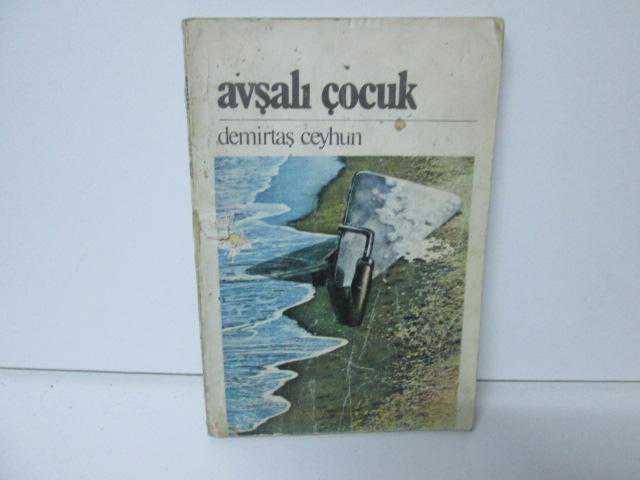 avşalı çocuk
demirtaş ceyhun